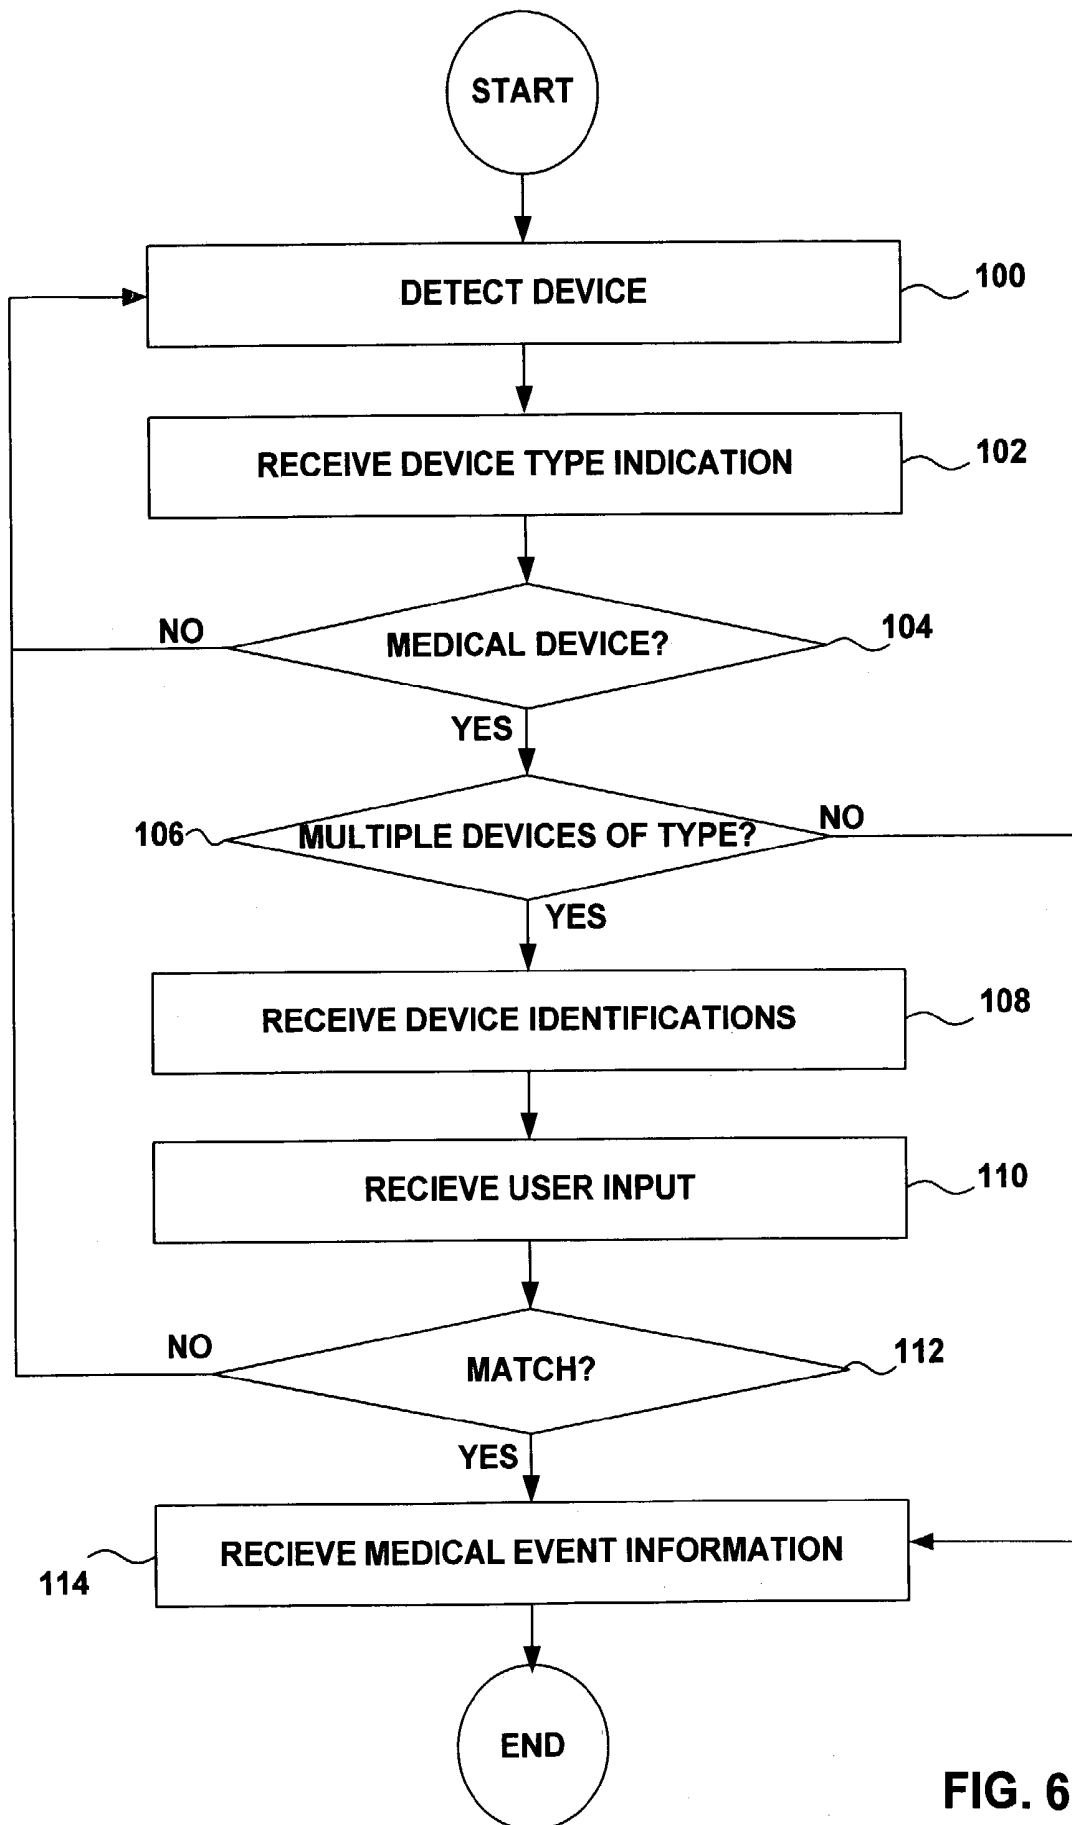 START
DETECT DEVICE
100
RECEIVE DEVICE TYPE INDICATION
102
NO
MEDICAL DEVICE?
104
YES
106
MULTIPLE DEVICES OF TYPE?
NO
YES
RECEIVE DEVICE IDENTIFICATIONS
108
RECIEVE USER INPUT
110
NO
MATCH?
112
YES
RECIEVE MEDICAL EVENT INFORMATION
114
END
FIG. 6